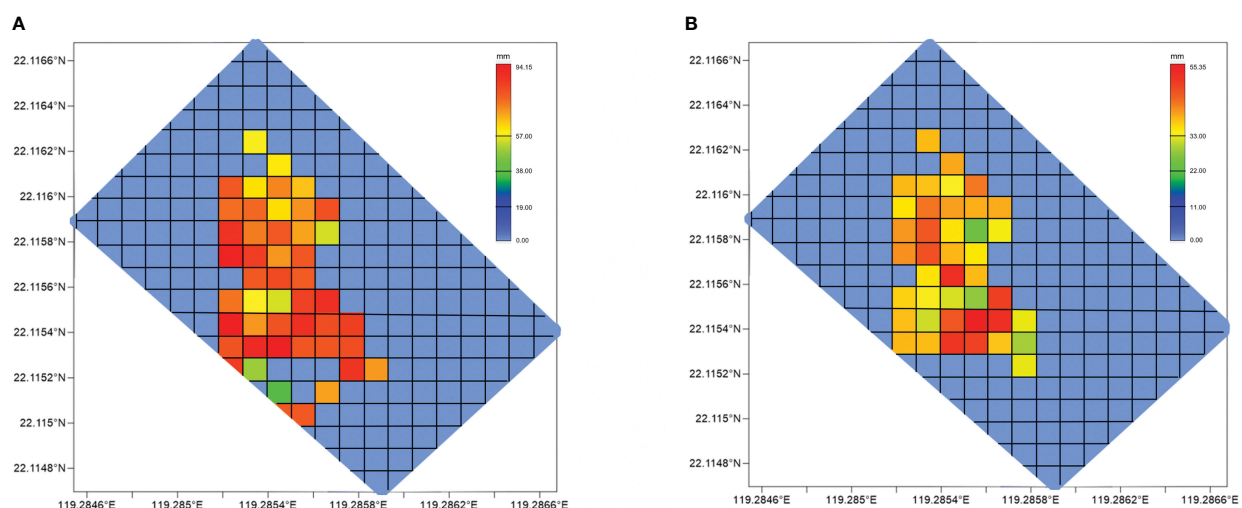 A
B
mm
94.15
57.00
38.00
19.00
0.00
22.1166°N
22.1164°N
22.1162°N
22.116°N
22.1158°N
22.1156°N
22.1154°N
22.1152°N
22.115°N
22.1148°N
119.2846°E
119.285°E
119.2854°E
119.2858°E
119.2862°E
119.2866°E
mm
55.35
33.00
22.00
11.00
0.00
22.1166°N
22.1164°N
22.1162°N
22.116°N
22.1158°N
22.1156°N
22.1154°N
22.1152°N
22.115°N
22.1148°N
119.2846°E
119.285°E
119.2854°E
119.2858°E
119.2862°E
119.2866°E